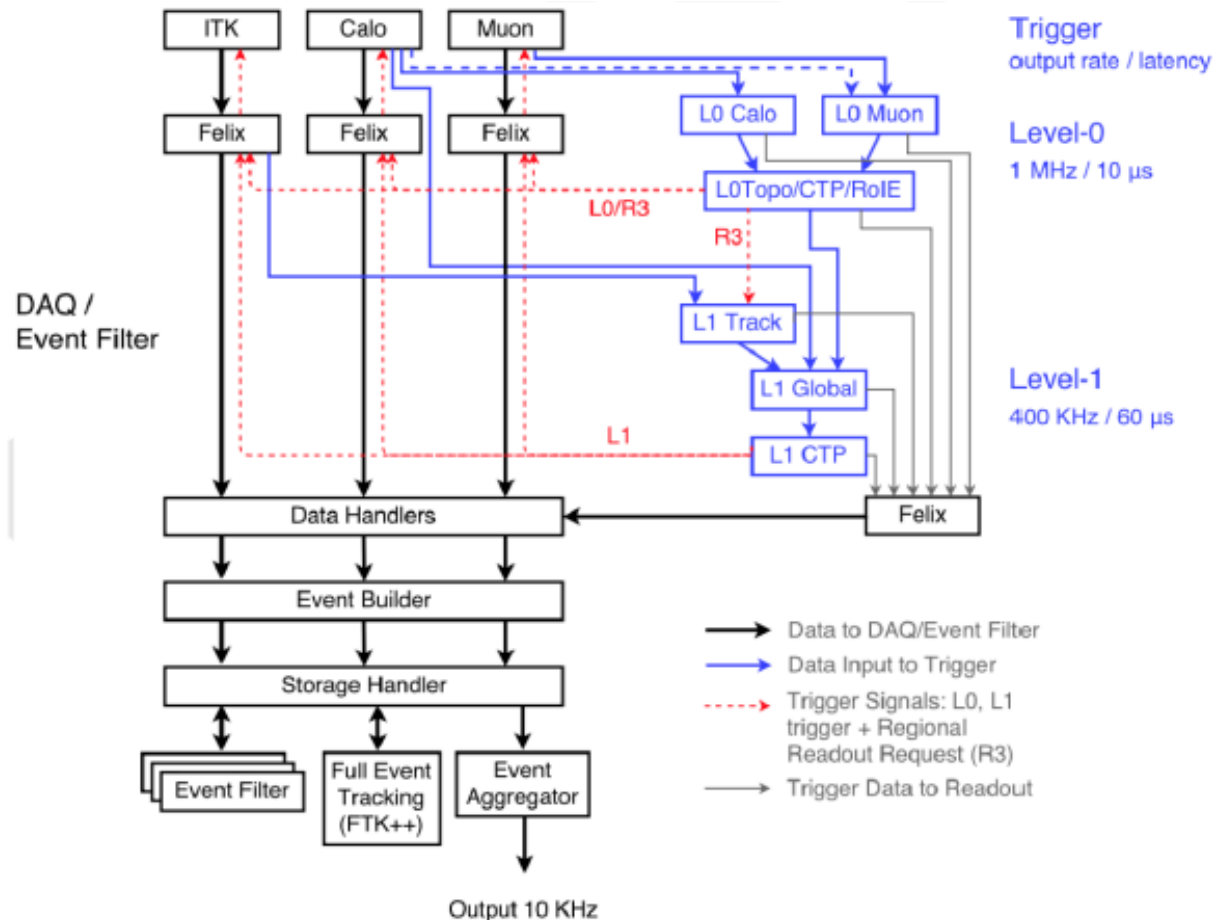 ITK
Calo
Muon
Trigger
output rate / latency
L0 Calo
L0 Muon
Felix
Felix
Felix
Level-0
1 MHz / 10 µs
L0Topo/CTP/RoIE
L0/R3
R3
DAQ /
Event Filter
L1 Track
L1 Global
Level-1
400 KHz / 60 µs
L1
L1 CTP
Data Handlers
Felix
Event Builder
Storage Handler
Data to DAQ/Event Filter
Data Input to Trigger
Trigger Signals: L0, L1
trigger + Regional
Readout Request (R3)
Trigger Data to Readout
Event Filter
Full Event
Tracking
(FTK++)
Event
Aggregator
Output 10 KHz